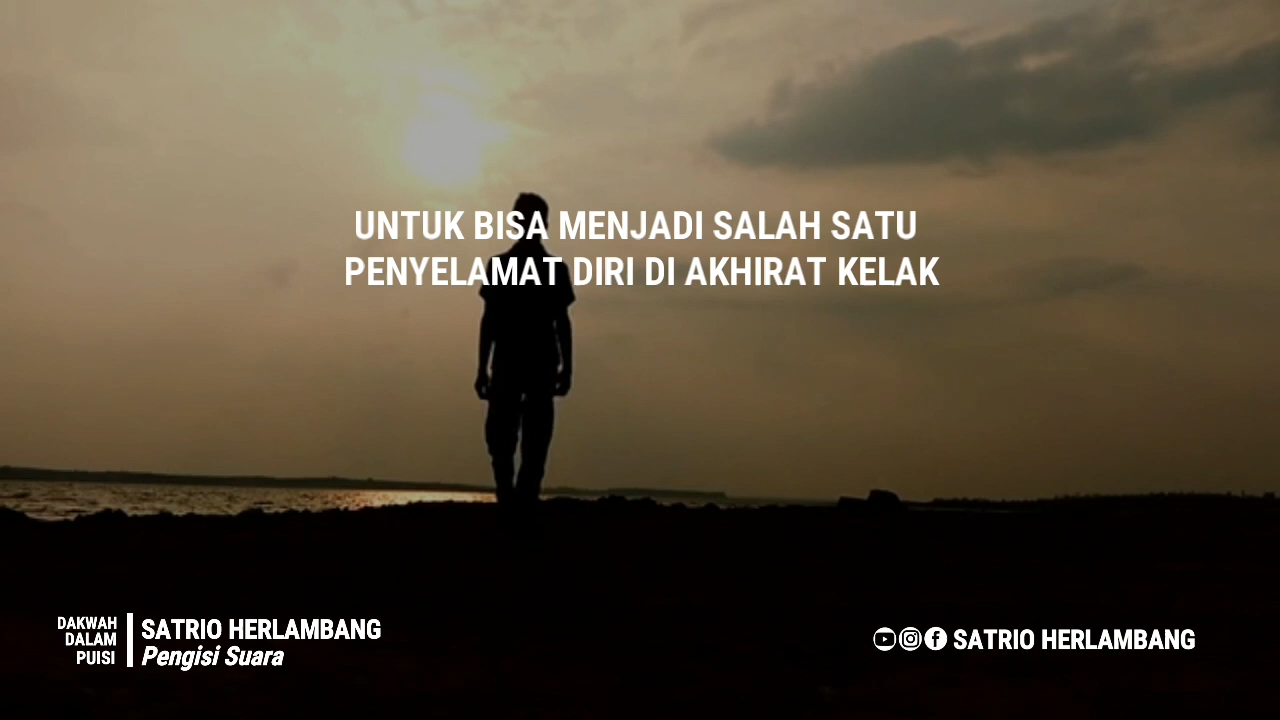 UNTUK BISA MENJADI SALAH SATU
PENYELAMAT DIRI DI AKHIRAT KELAK
DAKWAH
DALAM
PUISI
SATRIO HERLAMBANG
Pengisi Suara
SATRIO HERLAMBANG